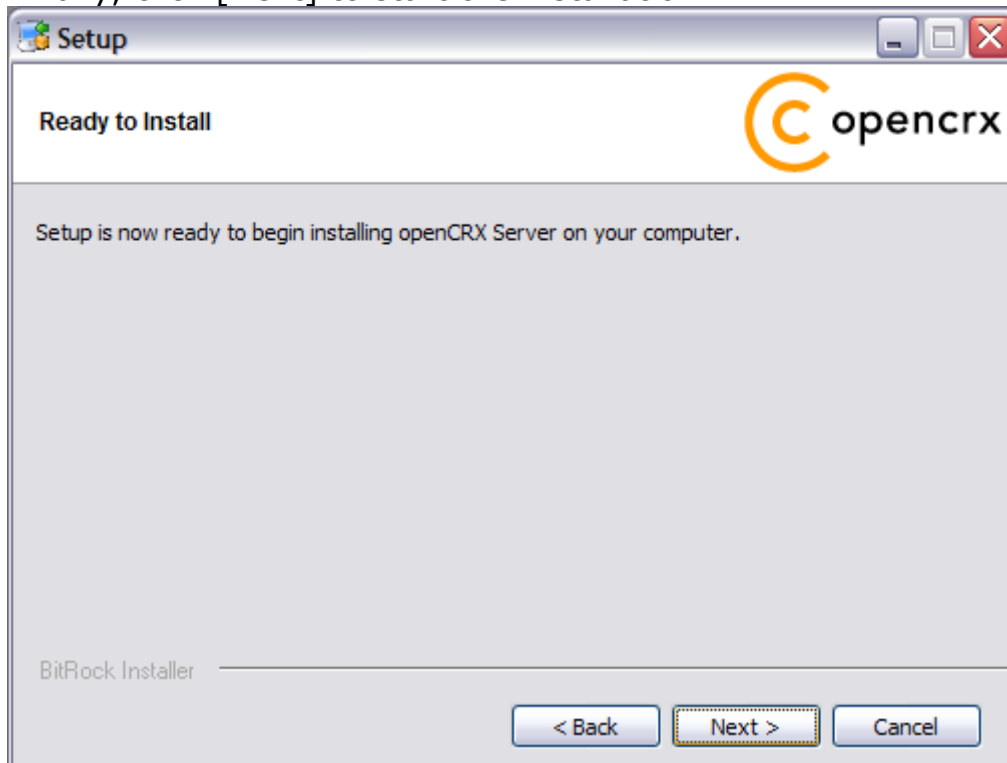 Setup
Ready to Install
opencrx
Setup is now ready to begin installing openCRX Server on your computer.
BitRock Installer
< Back Next > Cancel